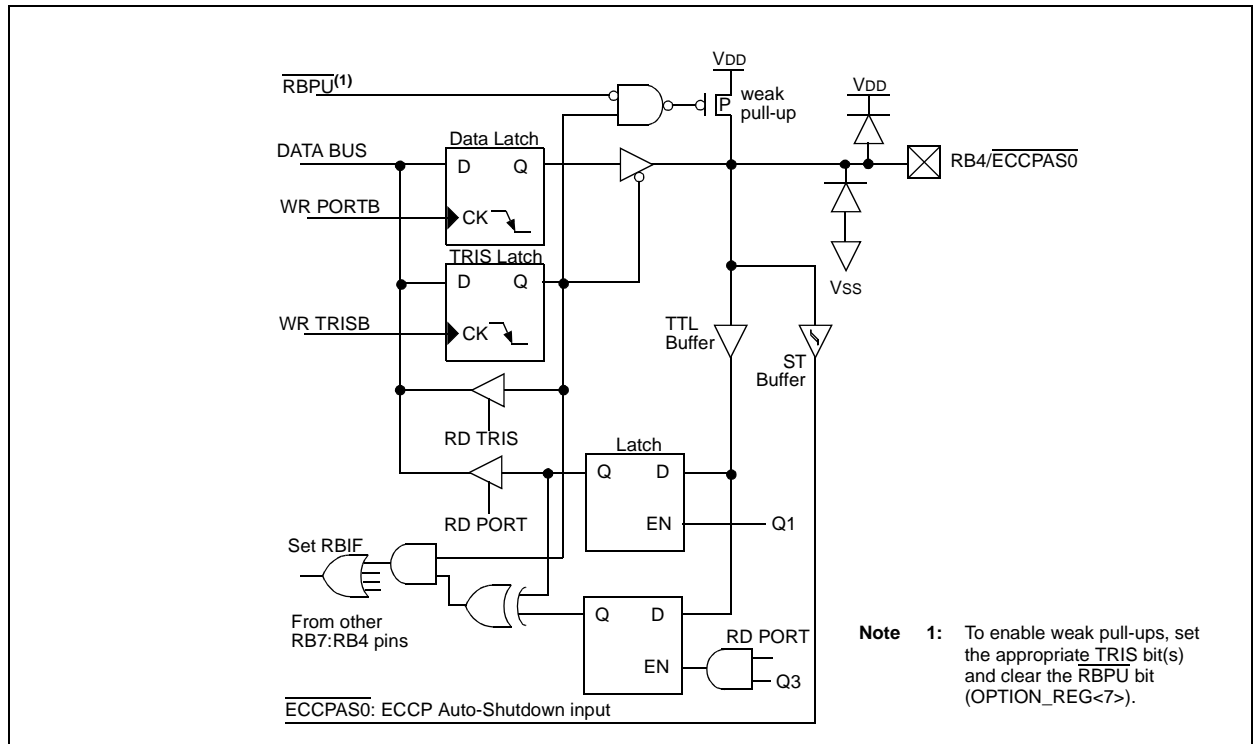 RBPU(1)
VDD
weak
pull-up
VDD
DATA BUS
Data Latch
D Q
P
RB4/ECCPAS0
WR PORTB
CK
TRIS Latch
D Q
VSS
WR TRISB
CK
TTL
Buffer
ST
Buffer
RD TRIS
Latch
Q D
EN
Q1
RD PORT
Set RBIF
From other
RB7:RB4 pins
Q D
RD PORT
EN
Q3
ECCPAS0: ECCP Auto-Shutdown input
Note 1: To enable weak pull-ups, set
the appropriate TRIS bit(s)
and clear the RBPU bit
(OPTION_REG<7>).